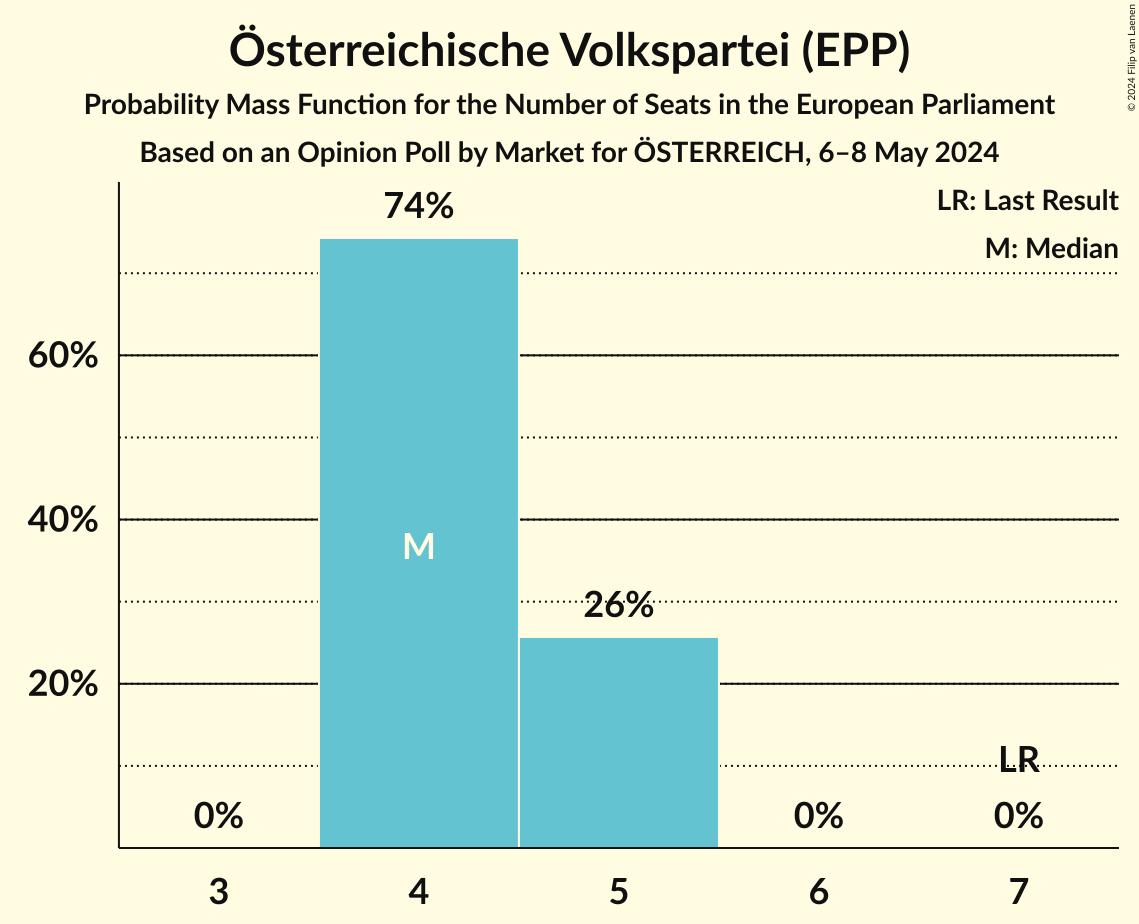 Österreichische Volkspartei (EPP)
Probability Mass Function for the Number of Seats in the European Parliament
Based on an Opinion Poll by Market for ÖSTERREICH, 6–8 May 2024
© 2024 Filip van Laenen
LR: Last Result
M: Median
74%
60%
40%
M
26%
20%
LR
0%
0%
0%
3
4
5
6
7